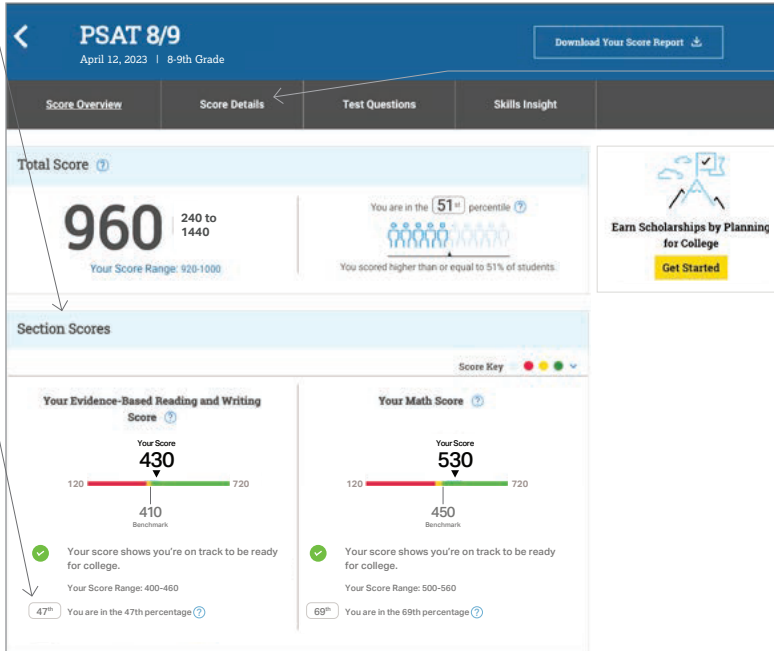 PSAT 8/9
April 12, 2023 | 8-9th Grade
Download Your Score Report
Score Overview
Score Details
Test Questions
Skills Insight
Total Score ?
960
240 to
1440
Your Score Range: 920-1000
You are in the 51st percentile ?
You scored higher than or equal to 51% of students
Earn Scholarships by Planning
for College
Get Started
Section Scores
Score Key
Your Evidence-Based Reading and Writing
Score ?
Your Score
430
120
720
410
Benchmark
Your score shows you're on track to be ready
for college.
Your Score Range: 400-460
47th You are in the 47th percentage ?
Your Math Score ?
Your Score
530
120
720
450
Benchmark
Your score shows you're on track to be ready
for college.
Your Score Range: 500-560
69th You are in the 69th percentage ?